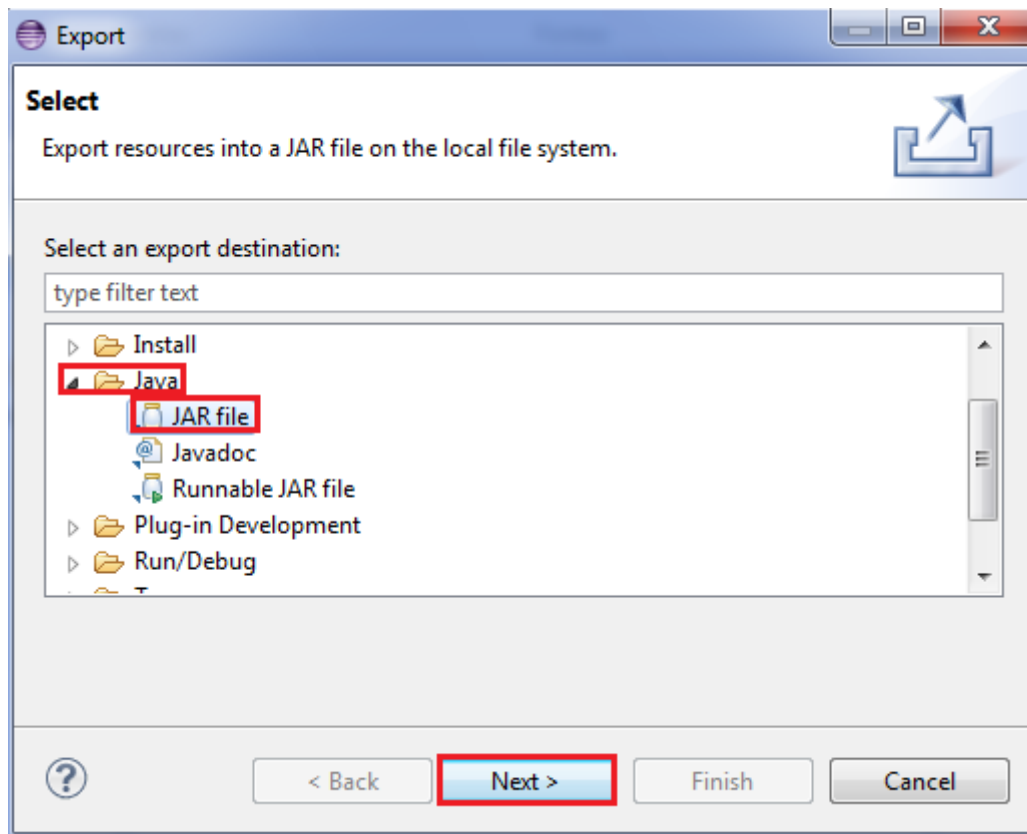 Export
Select
Export resources into a JAR file on the local file system.
Select an export destination:
type filter text
Install
Java
JAR file
Javadoc
Runnable JAR file
Plug-in Development
Run/Debug
< Back Next > Finish Cancel